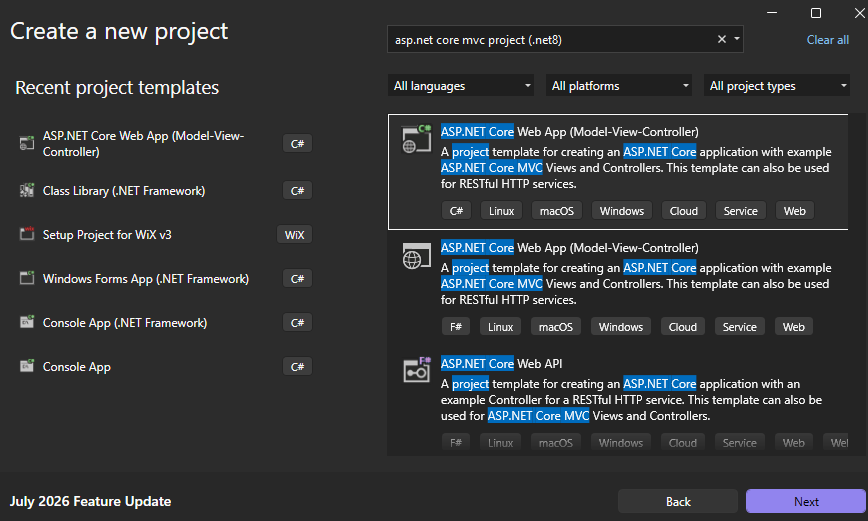 Create a new project
asp.net core mvc project (.net8)
Clear all
Recent project templates
All languages
All platforms
All project types
ASP.NET Core Web App (Model-View-
Controller)
C#
Class Library (.NET Framework)
C#
Setup Project for WiX v3
WiX
Windows Forms App (.NET Framework)
C#
Console App (.NET Framework)
C#
Console App
C#
ASP.NET Core Web App (Model-View-Controller)
A project template for creating an ASP.NET Core application with example
ASP.NET Core MVC Views and Controllers. This template can also be used
for RESTful HTTP services.
C# Linux macOS Windows Cloud Service Web
ASP.NET Core Web App (Model-View-Controller)
A project template for creating an ASP.NET Core application with example
ASP.NET Core MVC Views and Controllers. This template can also be used
for RESTful HTTP services.
F# Linux macOS Windows Cloud Service Web
ASP.NET Core Web API
A project template for creating an ASP.NET Core application with an
example Controller for a RESTful HTTP service. This template can also be
used for ASP.NET Core MVC Views and Controllers.
F# Linux macOS Windows Cloud Service Web Wel
July 2026 Feature Update
Back
Next